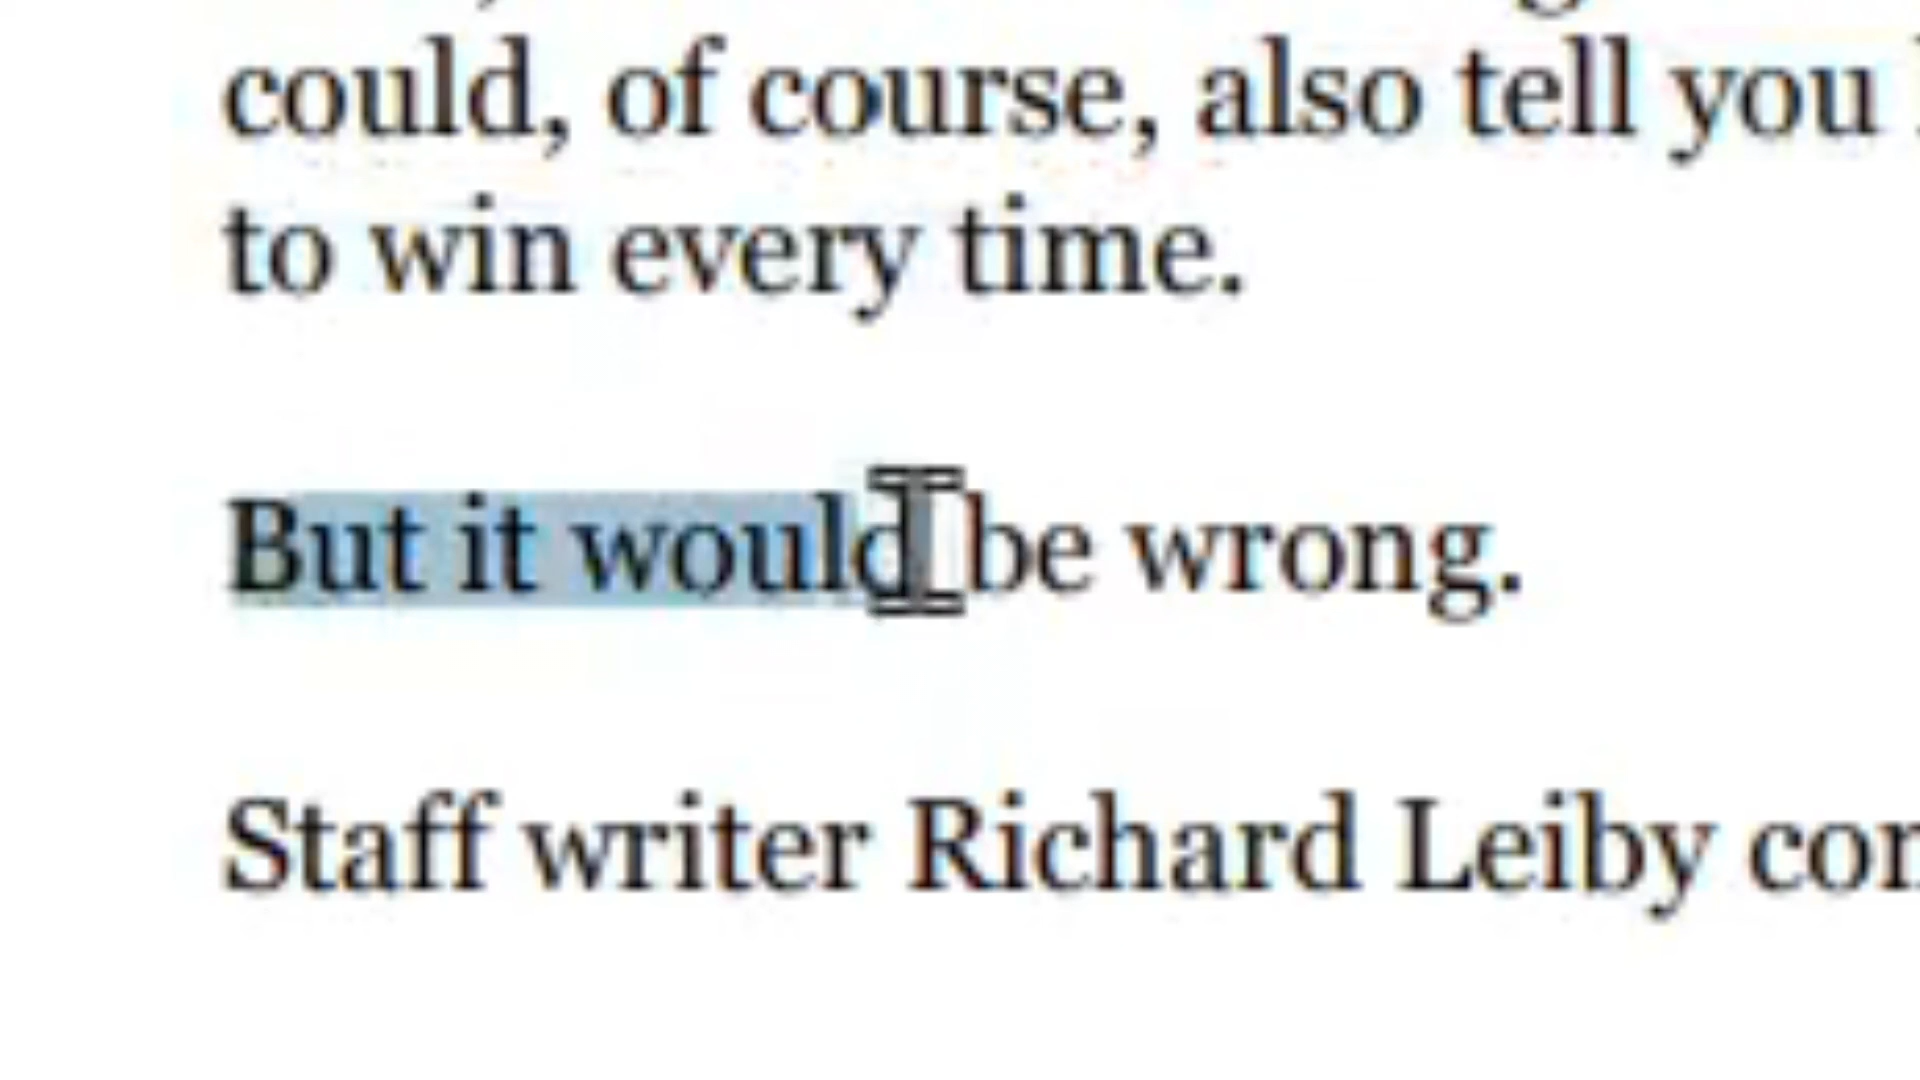 could, of course, also tell you
to win every time.
But it would be wrong.
Staff writer Richard Leiby